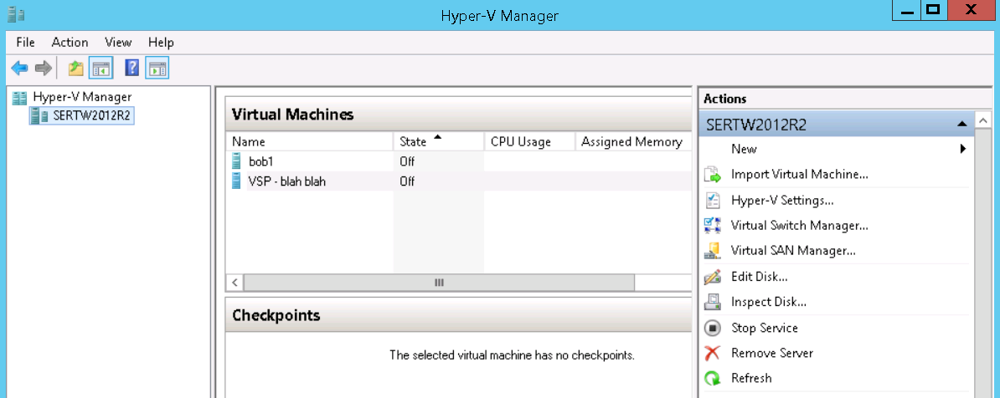 Hyper-V Manager
File Action View Help
Hyper-V Manager
SERTW2012R2
Virtual Machines
Name State CPU Usage Assigned Memory
bob1 Off
VSP - blah blah Off
Checkpoints
The selected virtual machine has no checkpoints.
Actions
SERTW2012R2
New
Import Virtual Machine...
Hyper-V Settings...
Virtual Switch Manager...
Virtual SAN Manager...
Edit Disk...
Inspect Disk...
Stop Service
Remove Server
Refresh